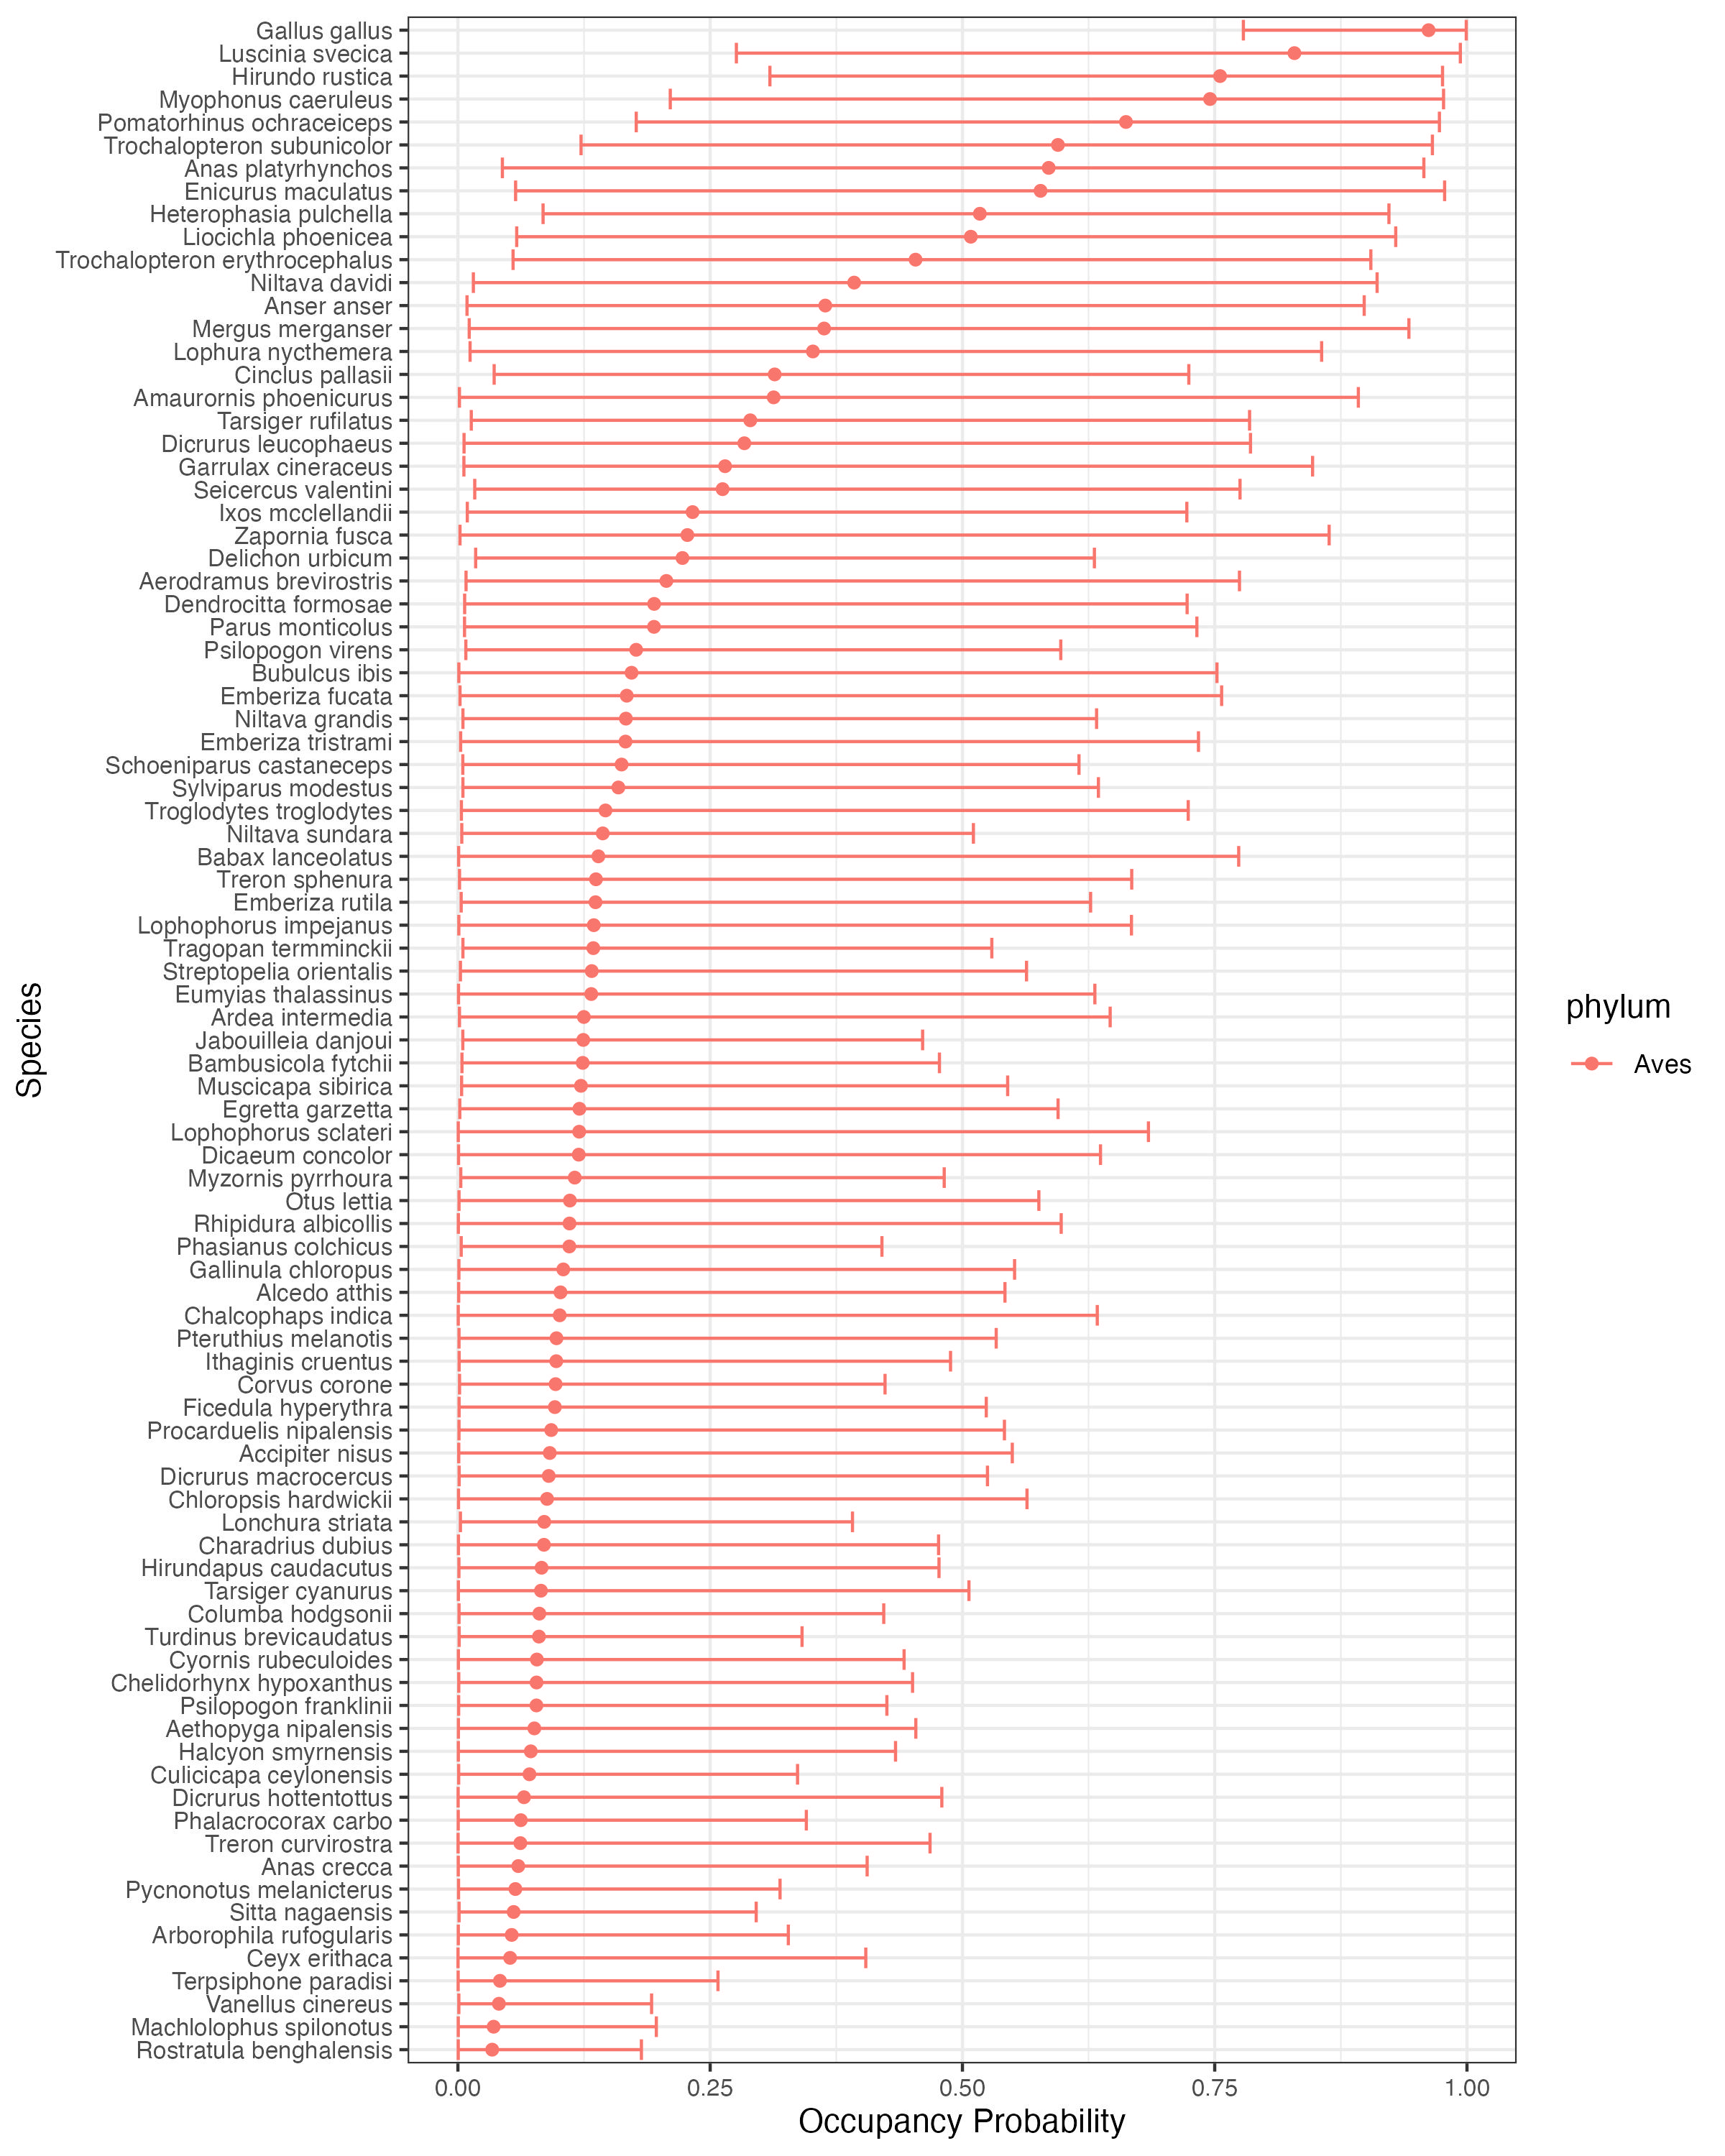 Gallus gallus
Luscinia svecica
Hirundo rustica
Myophonus caeruleus
Pomatorhinus ochraceiceps
Trochalopteron subunicolor
Anas platyrhynchos
Enicurus maculatus
Heterophasia pulchella
Liocichla phoenicea
Trochalopteron erythrocephalus
Niltava davidi
Anser anser
Mergus merganser
Lophura nycthemera
Cinclus pallasii
Amaurornis phoenicurus
Tarsiger rufilatus
Dicrurus leucophaeus
Garrulax cineraceus
Seicercus valentini
Ixos mcclellandii
Zapornia fusca
Delichon urbicum
Aerodramus brevirostris
Dendrocitta formosae
Parus monticolus
Psilopogon virens
Bubulcus ibis
Emberiza fucata
Niltava grandis
Emberiza tristrami
Schoeniparus castaneceps
Sylviparus modestus
Troglodytes troglodytes
Niltava sundara
Babax lanceolatus
Treron sphenura
Emberiza rutila
Lophophorus impejanus
Tragopan termminckii
Streptopelia orientalis
Eumyias thalassinus
Ardea intermedia
Jabouilleia danjoui
Bambusicola fytchii
Muscicapa sibirica
Egretta garzetta
Lophophorus sclateri
Dicaeum concolor
Myzornis pyrrhoura
Otus lettia
Rhipidura albicollis
Phasianus colchicus
Gallinula chloropus
Alcedo atthis
Chalcophaps indica
Pteruthius melanotis
Ithaginis cruentus
Corvus corone
Ficedula hyperythra
Procarduelis nipalensis
Accipiter nisus
Dicrurus macrocercus
Chloropsis hardwickii
Lonchura striata
Charadrius dubius
Hirundapus caudacutus
Tarsiger cyanurus
Columba hodgsonii
Turdinus brevicaudatus
Cyornis rubeculoides
Chelidorhynx hypoxanthus
Psilopogon franklinii
Aethopyga nipalensis
Halcyon smyrnensis
Culicicapa ceylonensis
Dicrurus hottentottus
Phalacrocorax carbo
Treron curvirostra
Anas crecca
Pycnonotus melanicterus
Sitta nagaensis
Arborophila rufogularis
Ceyx erithaca
Terpsiphone paradisi
Vanellus cinereus
Machlolophus spilonotus
Rostratula benghalensis
0.00 0.25 0.50 0.75 1.00
Occupancy Probability
Species
phylum
Aves